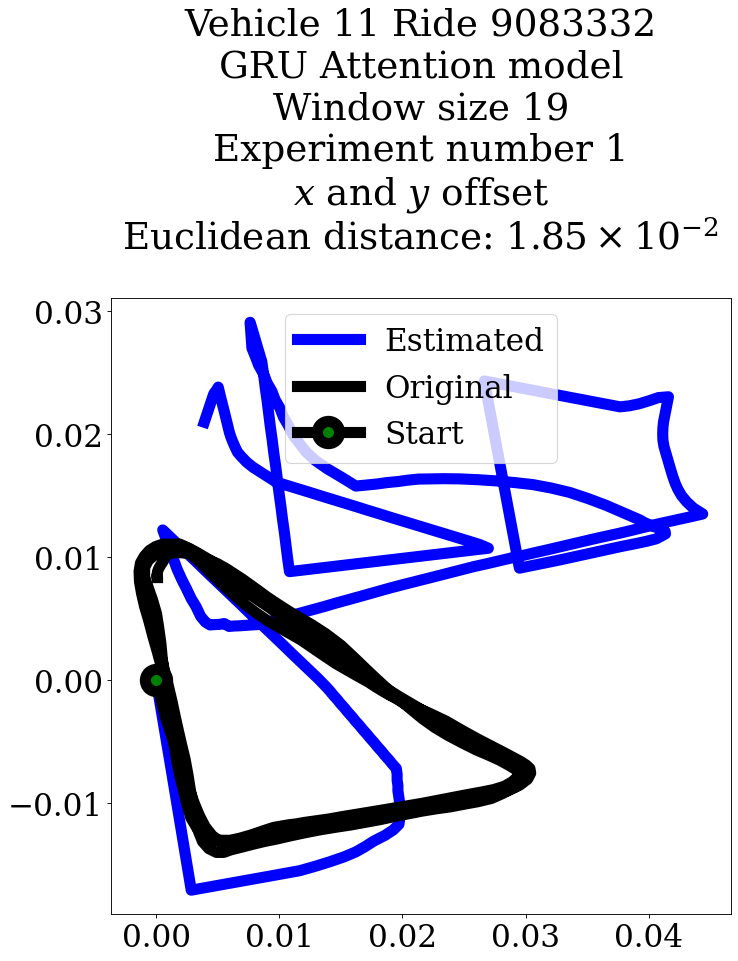 Vehicle 11 Ride 9083332
GRU Attention model
Window size 19
Experiment number 1
x and y offset
Euclidean distance: 1.85 × 10⁻²
Estimated
Original
Start
0.03
0.02
0.01
0.00
−0.01
0.00 0.01 0.02 0.03 0.04